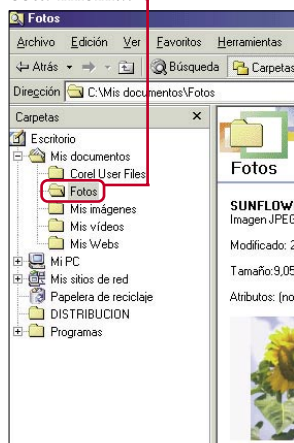 Fotos
Archivo Edición Ver Favoritos Herramientas
Atrás Búsqueda Carpetas
Dirección C:\Mis documentos\Fotos
Carpetas
Escritorio
Mis documentos
Corel User Files
Fotos
Mis imágenes
Mis vídeos
Mis Webs
Mi PC
Mis sitios de red
Papelera de reciclaje
DISTRIBUCION
Programas
Fotos
SUNFLOW
Imagen JPEG
Modificado: 2
Tamaño:9,05
Atributos: (no